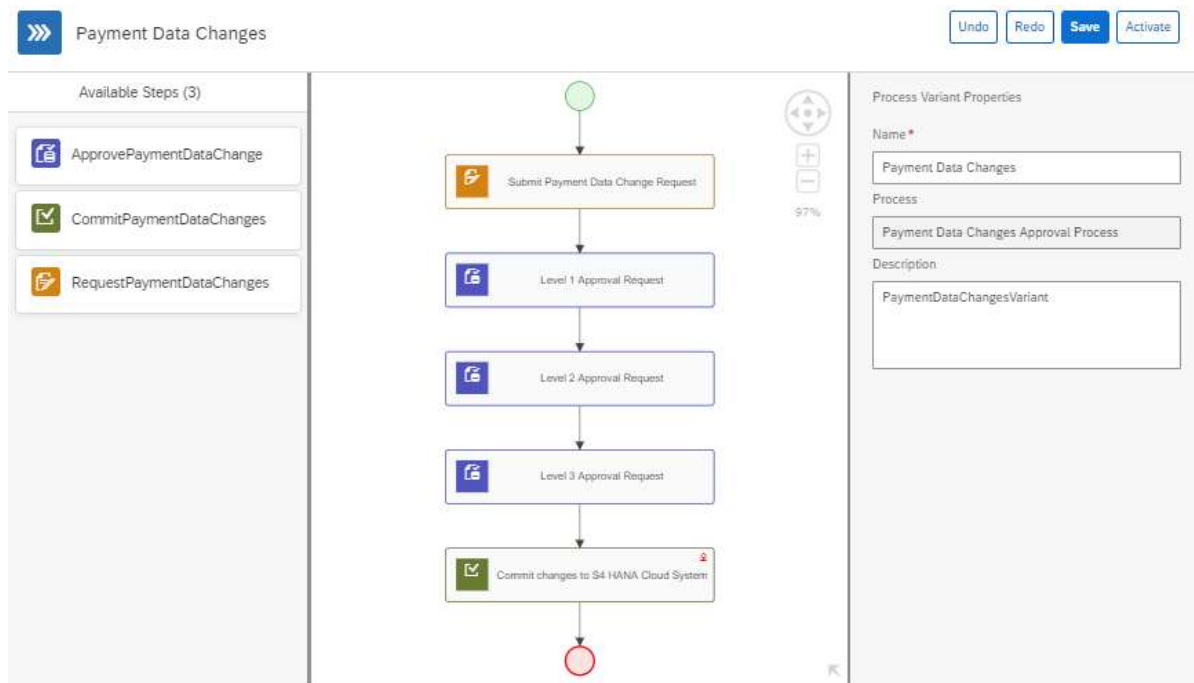 Payment Data Changes
Undo
Redo
Save
Activate
Available Steps (3)
ApprovePaymentDataChange
CommitPaymentDataChanges
RequestPaymentDataChanges
Submit Payment Data Change Request
Level 1 Approval Request
Level 2 Approval Request
Level 3 Approval Request
Commit changes to S4 HANA Cloud System
97%
Process Variant Properties
Name*
Payment Data Changes
Process
Payment Data Changes Approval Process
Description
PaymentDataChangesVariant